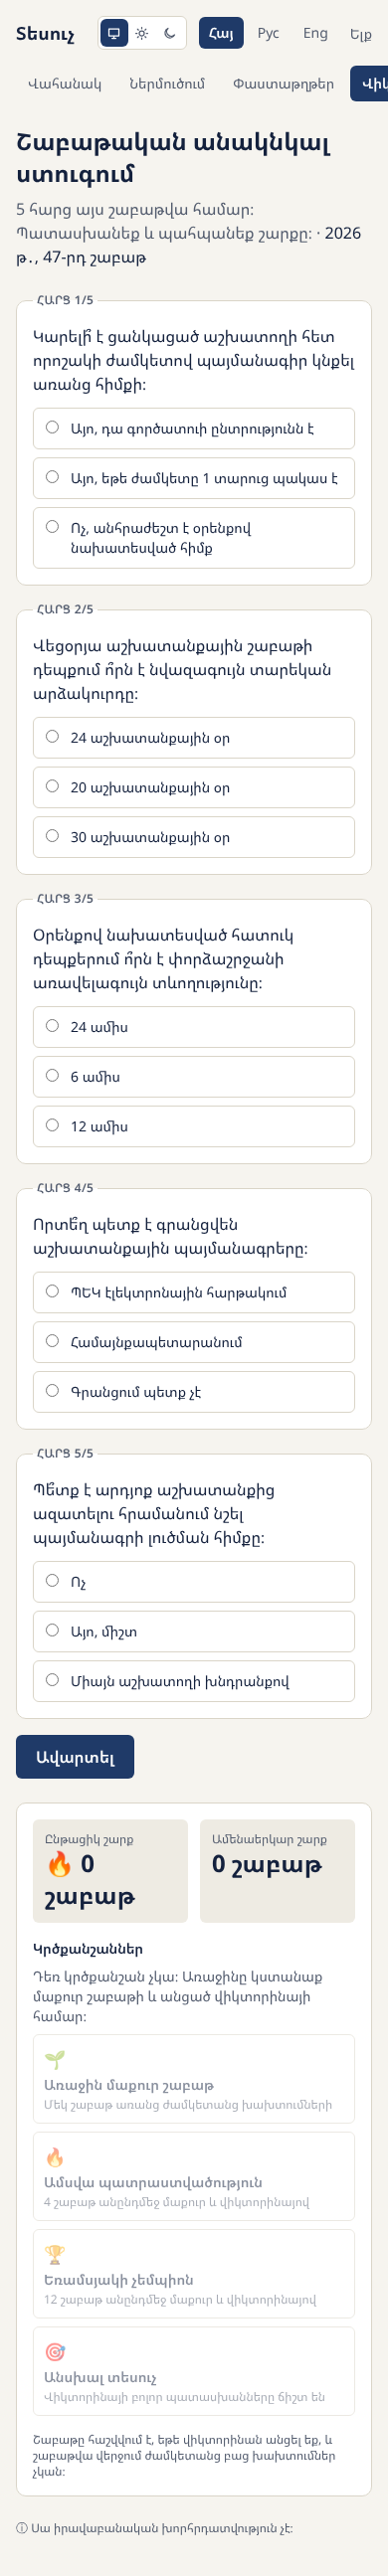 Տեսուչ
Հայ Рус Eng Ելք
Վահանակ Ներմուծում Փաստաթղթեր Վիկ
Շաբաթական անակնկալ
ստուգում
5 հարց այս շաբաթվա համար:
Պատասխանեք և պահպանեք շարքը: · 2026
թ., 47-րդ շաբաթ
ՀԱՐՑ 1/5
Կարելի՞ է ցանկացած աշխատողի հետ
որոշակի ժամկետով պայմանագիր կնքել
առանց հիմքի:
Այո, դա գործատուի ընտրությունն է
Այո, եթե ժամկետը 1 տարուց պակաս է
Ոչ, անհրաժեշտ է օրենքով
նախատեսված հիմք
ՀԱՐՑ 2/5
Վեցօրյա աշխատանքային շաբաթի
դեպքում ո՞րն է նվազագույն տարեկան
արձակուրդը:
24 աշխատանքային օր
20 աշխատանքային օր
30 աշխատանքային օր
ՀԱՐՑ 3/5
Օրենքով նախատեսված հատուկ
դեպքերում ո՞րն է փորձաշրջանի
առավելագույն տևողությունը:
24 ամիս
6 ամիս
12 ամիս
ՀԱՐՑ 4/5
Որտե՞ղ պետք է գրանցվեն
աշխատանքային պայմանագրերը:
ՊԵԿ էլեկտրոնային հարթակում
Համայնքապետարանում
Գրանցում պետք չէ
ՀԱՐՑ 5/5
Պե՞տք է արդյոք աշխատանքից
ազատելու հրամանում նշել
պայմանագրի լուծման հիմքը:
Ոչ
Այո, միշտ
Միայն աշխատողի խնդրանքով
Ավարտել
Ընթացիկ շարք
🔥 0
շաբաթ
Ամենաերկար շարք
0 շաբաթ
Կրծքանշաններ
Դեռ կրծքանշան չկա: Առաջինը կստանաք
մաքուր շաբաթի և անցած վիկտորինայի
համար:
Առաջին մաքուր շաբաթ
Մեկ շաբաթ առանց ժամկետանց խախտումների
Ամսվա պատրաստվածություն
4 շաբաթ անընդմեջ մաքուր և վիկտորինայով
Եռամսյակի չեմպիոն
12 շաբաթ անընդմեջ մաքուր և վիկտորինայով
Անսխալ տեսուչ
Վիկտորինայի բոլոր պատասխանները ճիշտ են
Շաբաթը հաշվվում է, եթե վիկտորինան անցել եք, և
շաբաթվա վերջում ժամկետանց բաց խախտումներ
չկան:
ⓘ Սա իրավաբանական խորհրդատվություն չէ: